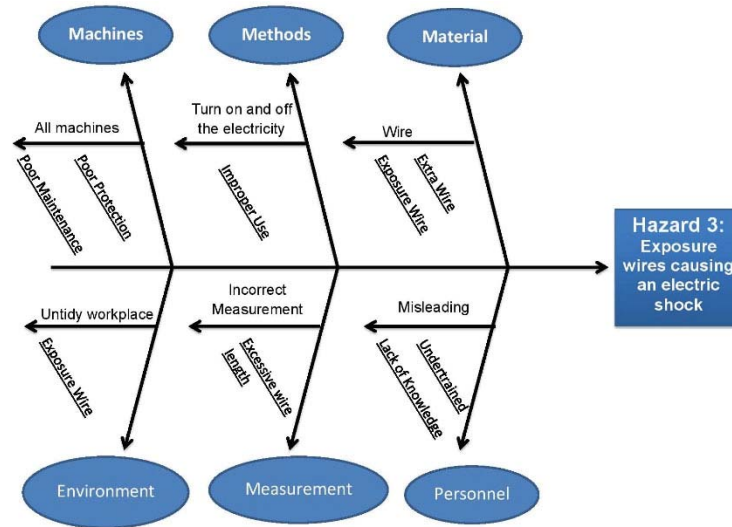 Machines
Methods
Material
All machines
Poor Maintenance
Poor Protection
Turn on and off
the electricity
Improper Use
Wire
Exposure Wire
Extra Wire
Hazard 3:
Exposure
wires causing
an electric
shock
Untidy workplace
Exposure Wire
Incorrect
Measurement
Excessive wire
length
Misleading
Lack of Knowledge
Undertrained
Environment
Measurement
Personnel